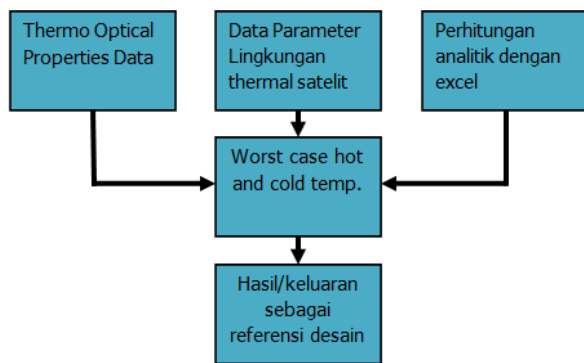 Thermo Optical
Properties Data
Data Parameter
Lingkungan
thermal satelit
Perhitungan
analitik dengan
excel
Worst case hot
and cold temp.
Hasil/keluaran
sebagai
referensi desain